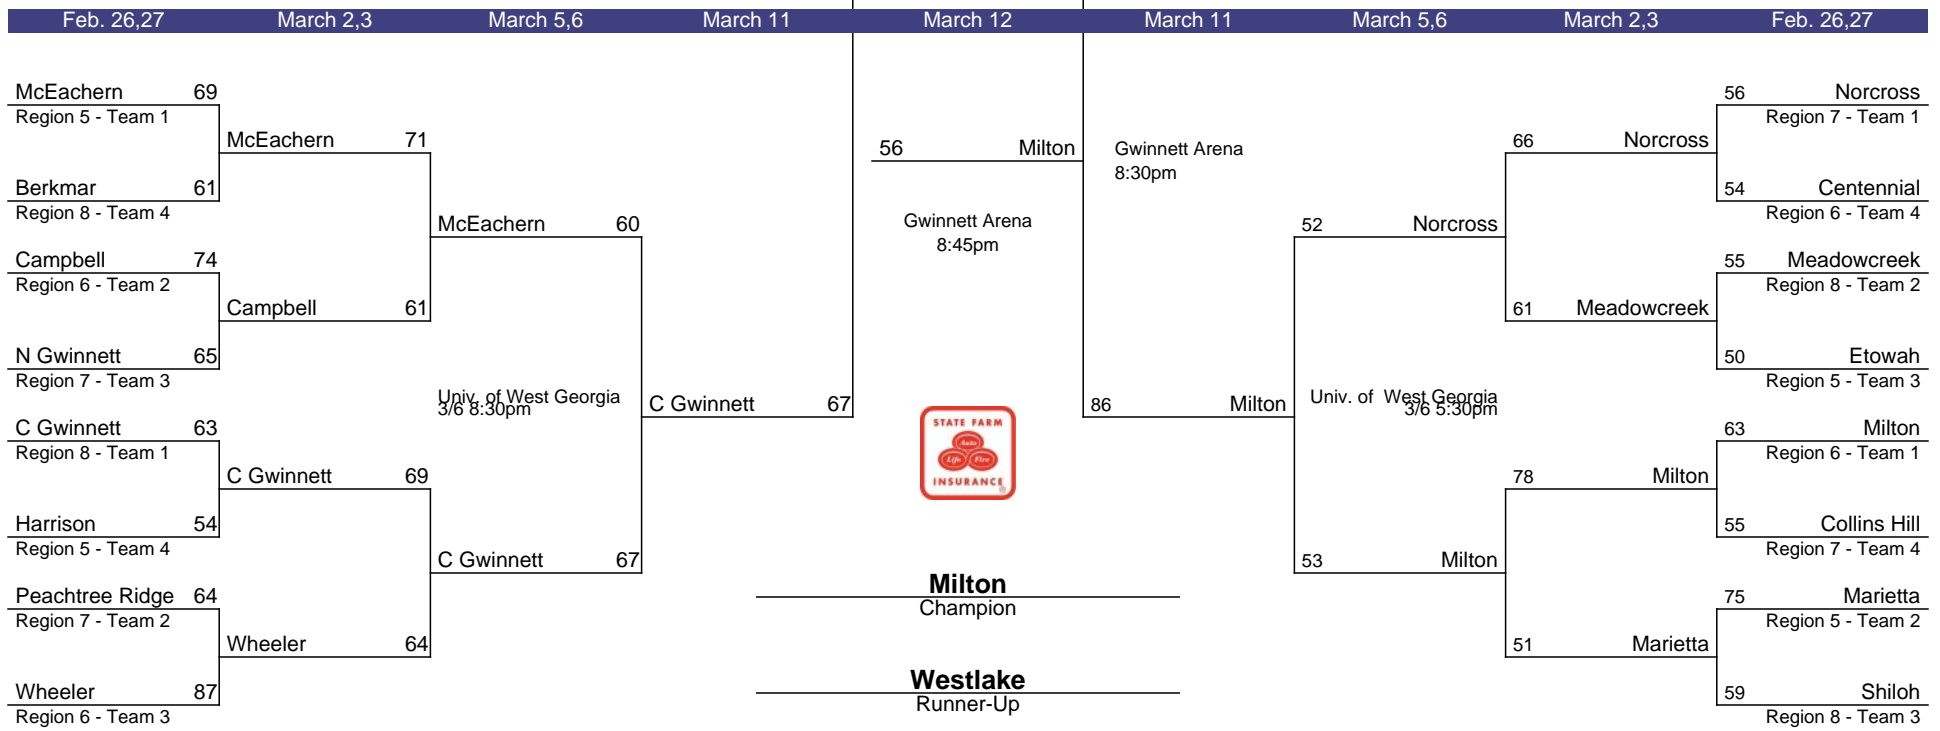 Feb. 26,27 March 2,3 March 5,6 March 11 March 12 March 11 March 5,6 March 2,3 Feb. 26,27
McEachern 69
Region 5 - Team 1
McEachern 71
Berkmar 61
Region 8 - Team 4
McEachern 60
Campbell 74
Region 6 - Team 2
Campbell 61
N Gwinnett 65
Region 7 - Team 3
Univ. of West Georgia
3/6 8:30pm
C Gwinnett 67
C Gwinnett 63
Region 8 - Team 1
C Gwinnett 69
Harrison 54
Region 5 - Team 4
C Gwinnett 67
Peachtree Ridge 64
Region 7 - Team 2
Wheeler 64
Wheeler 87
Region 6 - Team 3
56 Milton
Gwinnett Arena
8:45pm
STATE FARM
Auto
Life Fire
INSURANCE
®
Milton
Champion
Westlake
Runner-Up
Gwinnett Arena
8:30pm
86 Milton
52 Norcross
Univ. of West Georgia
3/6 5:30pm
53 Milton
66 Norcross
61 Meadowcreek
78 Milton
51 Marietta
56 Norcross
Region 7 - Team 1
54 Centennial
Region 6 - Team 4
55 Meadowcreek
Region 8 - Team 2
50 Etowah
Region 5 - Team 3
63 Milton
Region 6 - Team 1
55 Collins Hill
Region 7 - Team 4
75 Marietta
Region 5 - Team 2
59 Shiloh
Region 8 - Team 3